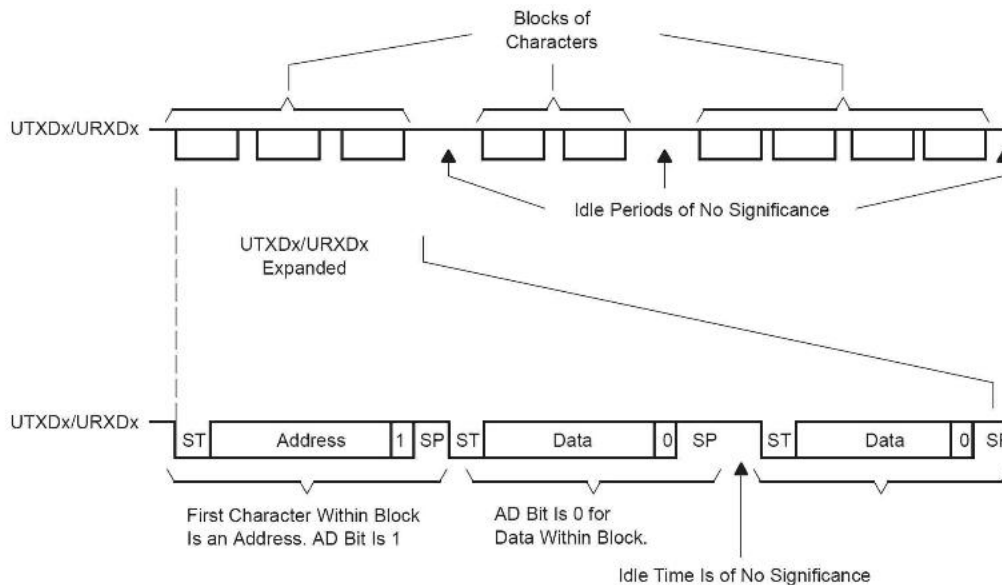 Blocks of
Characters
UTXDx/URXDx
Idle Periods of No Significance
UTXDx/URXDx
Expanded
UTXDx/URXDx
ST Address 1 SP ST Data 0 SP ST Data 0 SP
First Character Within Block
Is an Address. AD Bit Is 1
AD Bit Is 0 for
Data Within Block.
Idle Time Is of No Significance